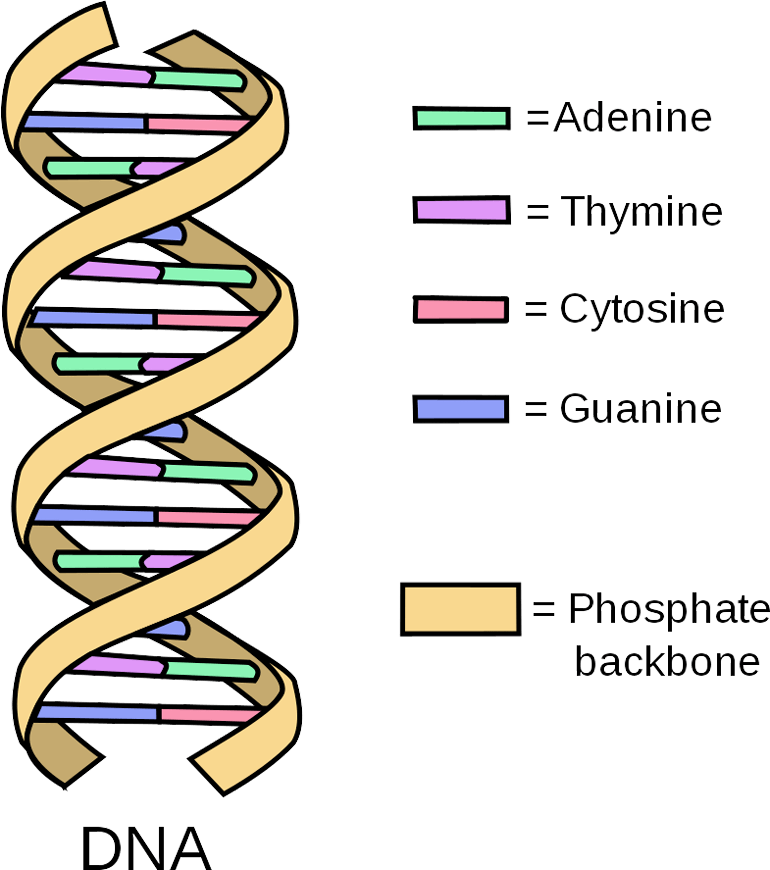 =Adenine
= Thymine
= Cytosine
= Guanine
= Phosphate
backbone
DNA